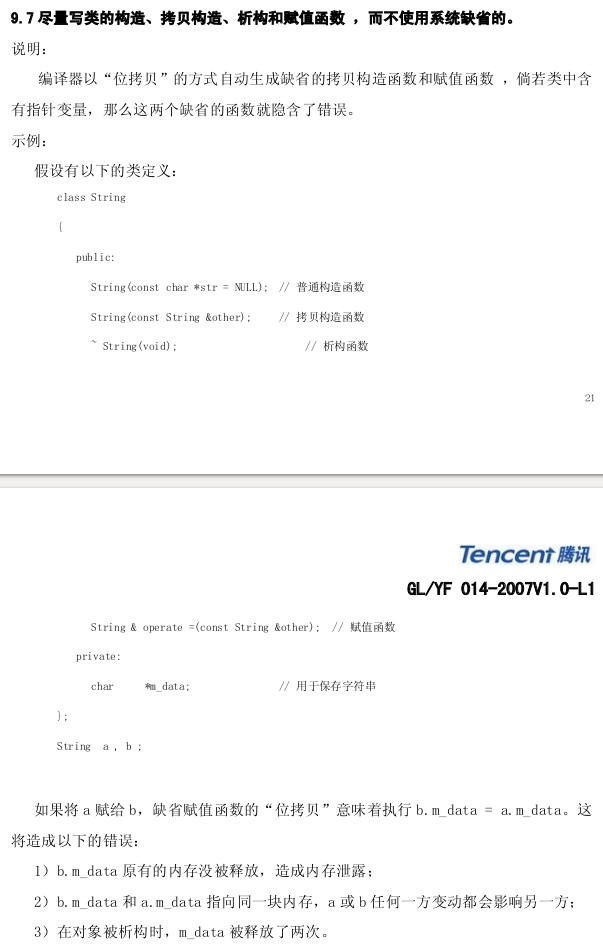 9.7 尽量写类的构造、拷贝构造、析构和赋值函数 ，而不使用系统缺省的。
说明：
编译器以“位拷贝”的方式自动生成缺省的拷贝构造函数和赋值函数 ，倘若类中含
有指针变量，那么这两个缺省的函数就隐含了错误。
示例：
假设有以下的类定义：
class String
{
public:
String(const char *str = NULL); // 普通构造函数
String(const String &other); // 拷贝构造函数
~ String(void); // 析构函数
21
Tencent 腾讯
GL/YF 014-2007V1.0-L1
String & operate =(const String &other); // 赋值函数
private:
char *m_data; // 用于保存字符串
};
String a , b ;
如果将 a 赋给 b，缺省赋值函数的“位拷贝”意味着执行 b.m_data = a.m_data。这
将造成以下的错误：
1）b.m_data 原有的内存没被释放，造成内存泄露；
2）b.m_data 和 a.m_data 指向同一块内存，a 或 b 任何一方变动都会影响另一方；
3）在对象被析构时，m_data 被释放了两次。